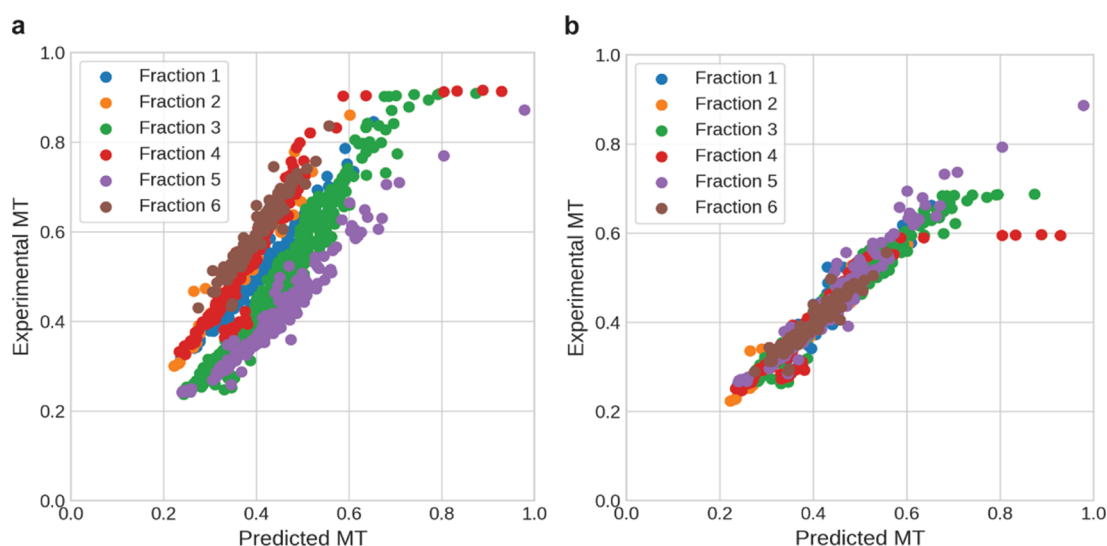 a
b
1.0
0.8
0.6
0.4
0.2
0.0
Experimental MT
Fraction 1
Fraction 2
Fraction 3
Fraction 4
Fraction 5
Fraction 6
0.0 0.2 0.4 0.6 0.8 1.0
Predicted MT
1.0
0.8
0.6
0.4
0.2
0.0
Experimental MT
Fraction 1
Fraction 2
Fraction 3
Fraction 4
Fraction 5
Fraction 6
0.0 0.2 0.4 0.6 0.8 1.0
Predicted MT